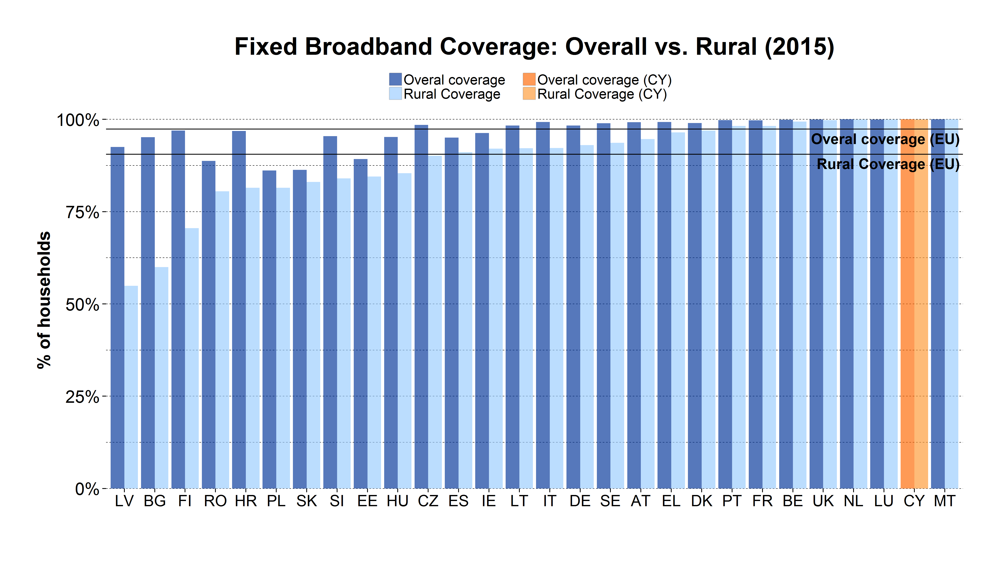 Fixed Broadband Coverage: Overall vs. Rural (2015)
Overal coverage
Overal coverage (CY)
Rural Coverage
Rural Coverage (CY)
% of households
100%
75%
50%
25%
0%
Overal coverage (EU)
Rural Coverage (EU)
LV BG FI RO HR PL SK SI EE HU CZ ES IE LT IT DE SE AT EL DK PT FR BE UK NL LU CY MT